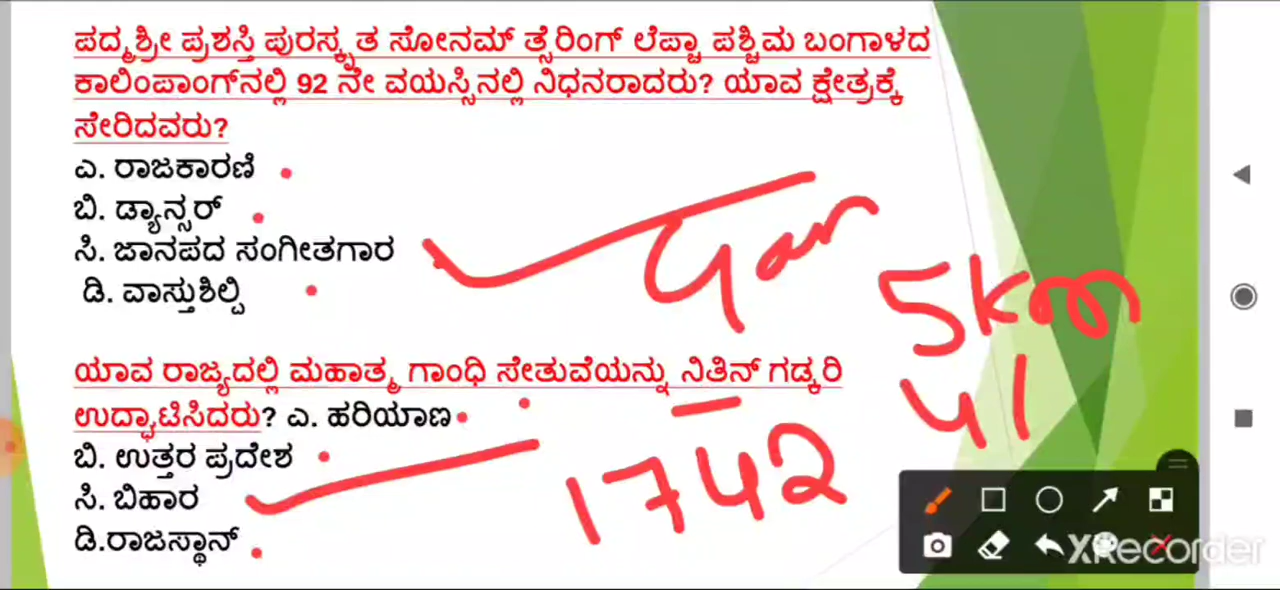 ಪದ್ಮಶ್ರೀ ಪ್ರಶಸ್ತಿ ಪುರಸ್ಕೃತ ಸೋನಮ್ ತ್ಸೆರಿಂಗ್ ಲೆಪ್ಚಾ ಪಶ್ಚಿಮ ಬಂಗಾಳದ
ಕಾಲಿಂಪಾಂಗ್‌ನಲ್ಲಿ 92 ನೇ ವಯಸ್ಸಿನಲ್ಲಿ ನಿಧನರಾದರು? ಯಾವ ಕ್ಷೇತ್ರಕ್ಕೆ
ಸೇರಿದವರು?
ಎ. ರಾಜಕಾರಣಿ
ಬಿ. ಡ್ಯಾನ್ಸರ್
ಸಿ. ಜಾನಪದ ಸಂಗೀತಗಾರ
ಡಿ. ವಾಸ್ತುಶಿಲ್ಪಿ
5km
41
ಯಾವ ರಾಜ್ಯದಲ್ಲಿ ಮಹಾತ್ಮ ಗಾಂಧಿ ಸೇತುವೆಯನ್ನು ನಿತಿನ್ ಗಡ್ಕರಿ
ಉದ್ಘಾಟಿಸಿದರು? ಎ. ಹರಿಯಾಣ
ಬಿ. ಉತ್ತರ ಪ್ರದೇಶ
ಸಿ. ಬಿಹಾರ
1742
ಡಿ.ರಾಜಸ್ಥಾನ್
XRecorder